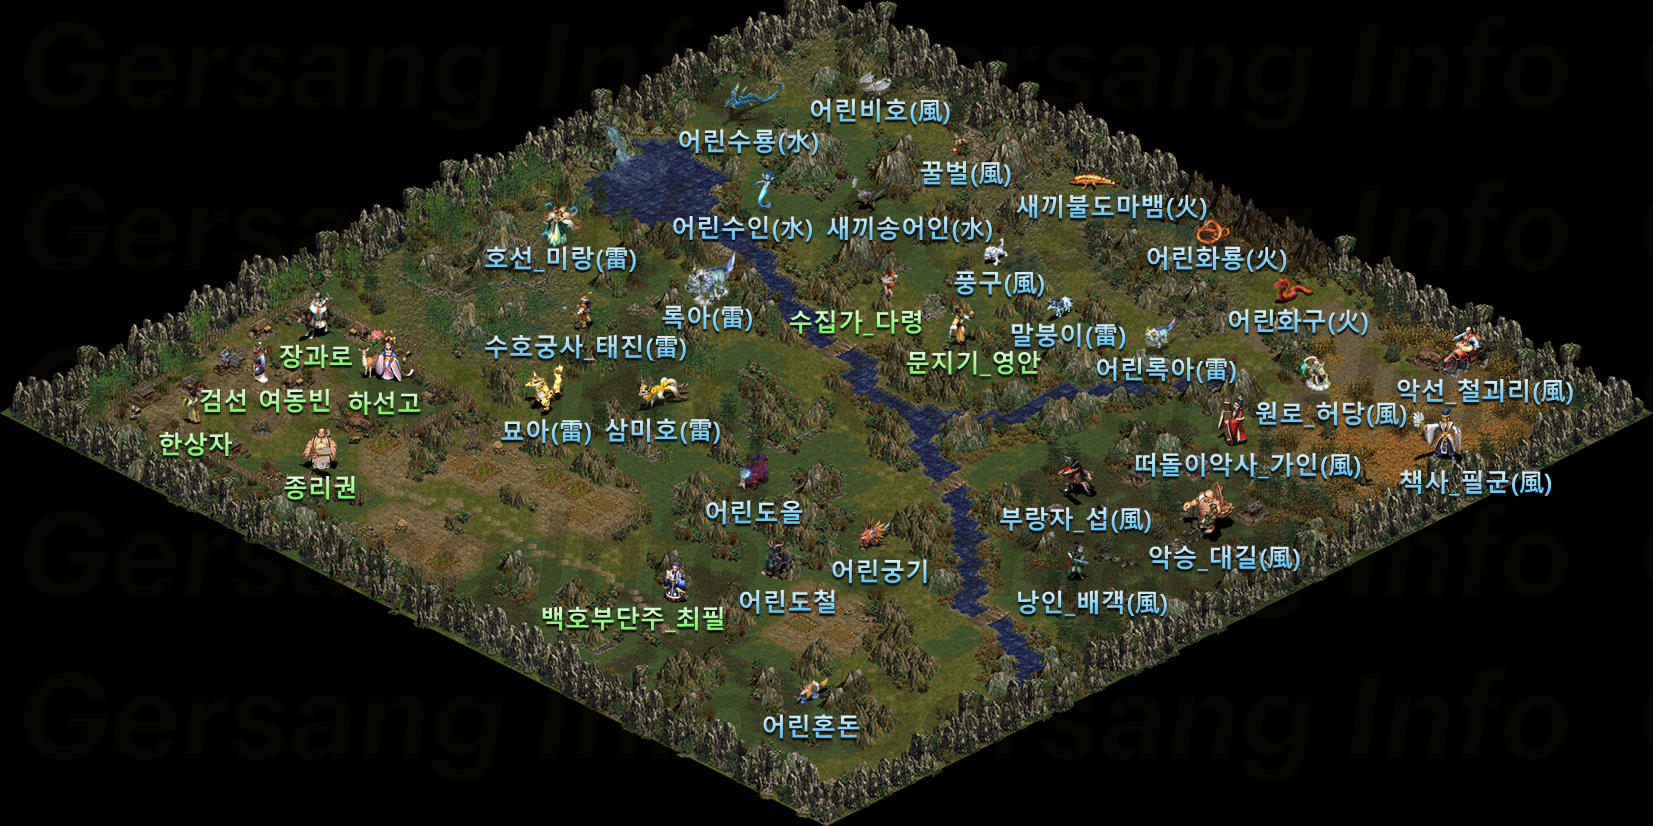 Gersang Info
어린비호(風)
어린수룡(水)
꿀벌(風)
새끼불도마뱀(火)
어린수인(水)
새끼송어인(水)
호선_미랑(雷)
어린화룡(火)
풍구(風)
록아(雷)
수집가_다령
어린화구(火)
말붕이(雷)
수호궁사_태진(雷)
장과로
문지기_영안
어린록아(雷)
악선_철괴리(風)
검선 여동빈
하선고
원로_허당(風)
묘아(雷)
삼미호(雷)
한상자
떠돌이악사_가인(風)
책사_필군(風)
종리권
어린도올
부랑자_섭(風)
악승_대길(風)
어린궁기
어린도철
낭인_배객(風)
백호부단주_최필
어린혼돈